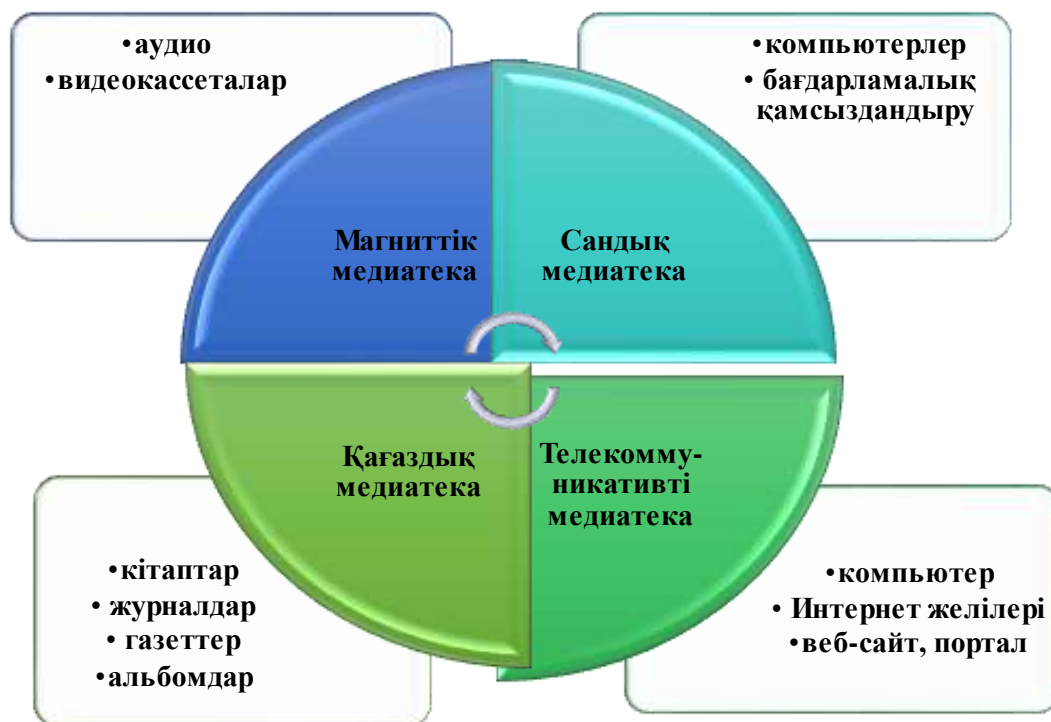 •аудио
•видеокассеталар
•компьютерлер
• бағдарламалық
қамсыздандыру
Магниттік
медиатека
Сандық
медиатека
Қағаздық
медиатека
Телекомму-
никативті
медиатека
•кітаптар
• журналдар
• газеттер
•альбомдар
•компьютер
• Интернет желілері
•веб-сайт, портал